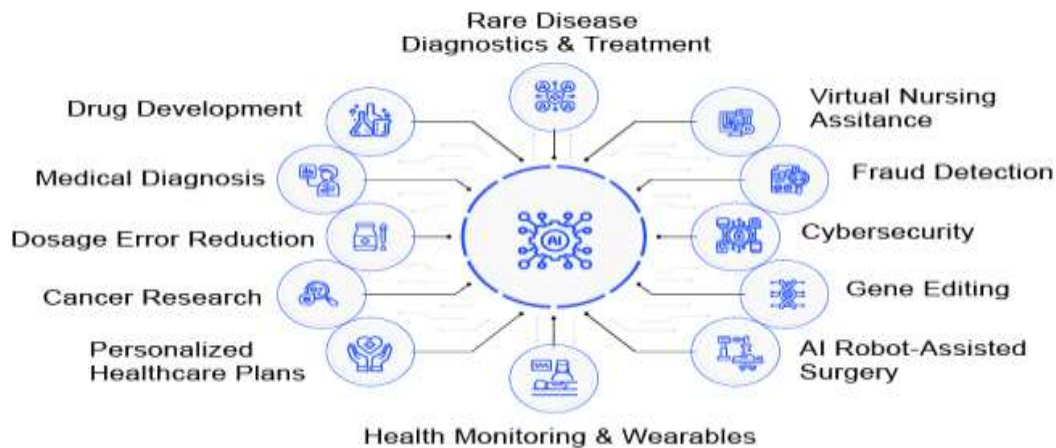 Rare Disease
Diagnostics & Treatment
Drug Development
Virtual Nursing
Assitance
Medical Diagnosis
Fraud Detection
Dosage Error Reduction
AI
Cybersecurity
Cancer Research
Gene Editing
Personalized
Healthcare Plans
AI Robot-Assisted
Surgery
Health Monitoring & Wearables